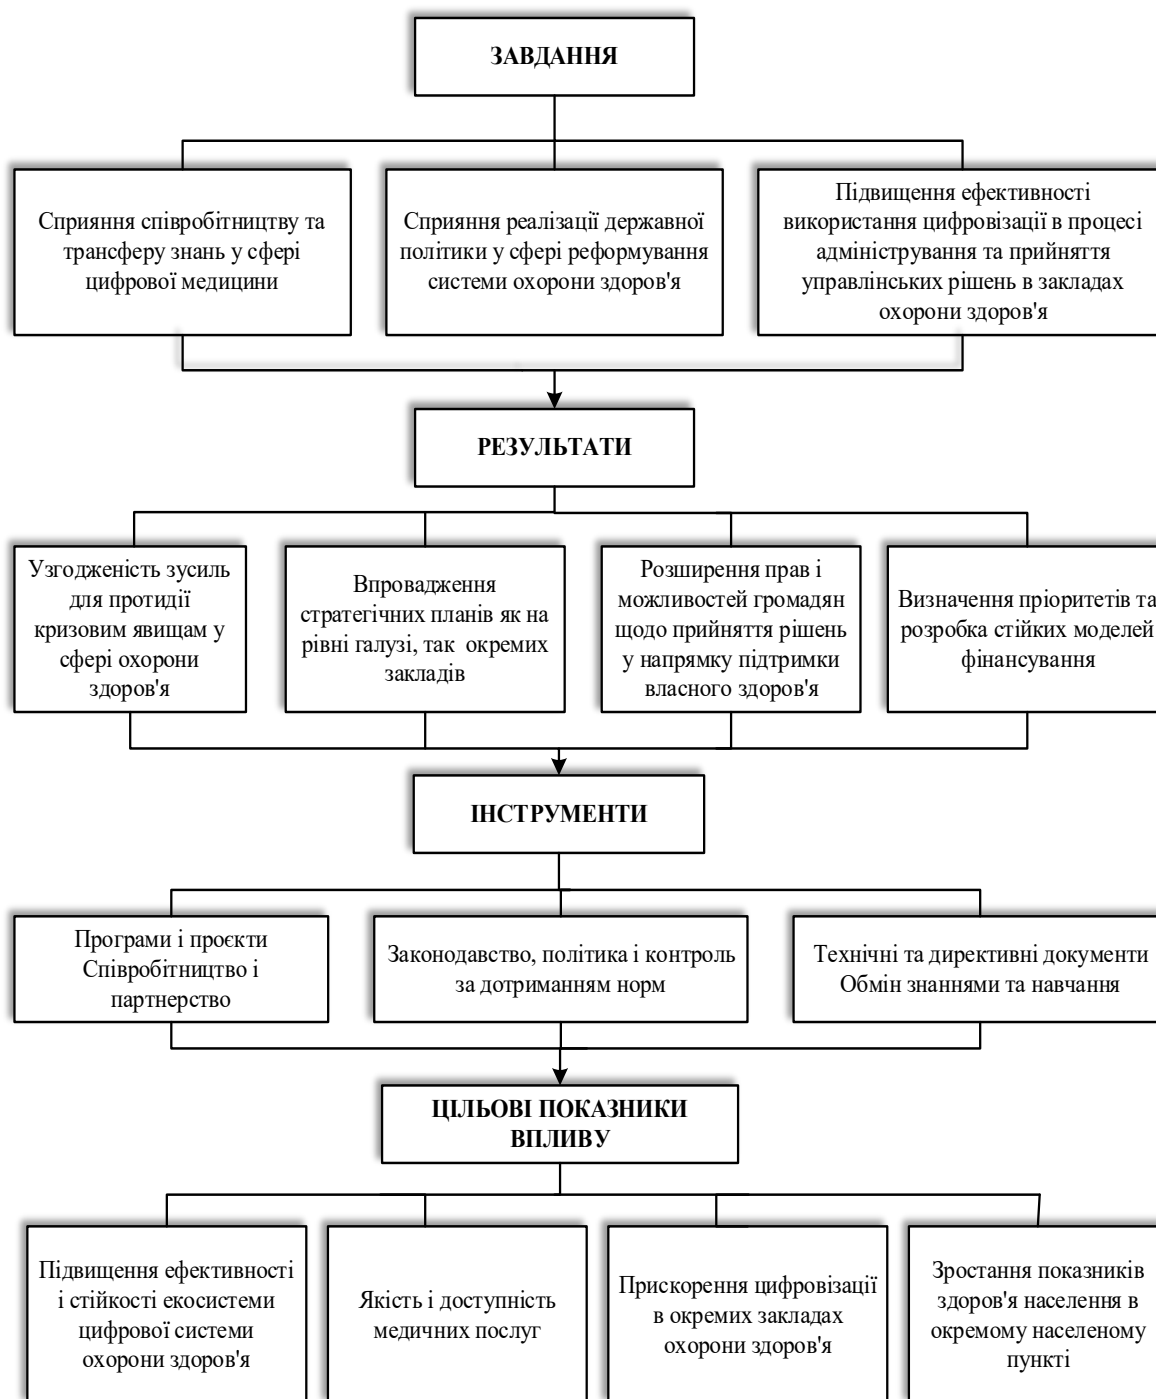 ЗАВДАННЯ
Сприяння співробітництву та
трансферу знань у сфері
цифрової медицини
Сприяння реалізації державної
політики у сфері реформування
системи охорони здоров'я
Підвищення ефективності
використання цифровізації в процесі
адміністрування та прийняття
управлінських рішень в закладах
охорони здоров'я
РЕЗУЛЬТАТИ
Узгодженість зусиль
для протидії
кризовим явищам у
сфері охорони
здоров'я
Впровадження
стратегічних планів як на
рівні галузі, так окремих
закладів
Розширення прав і
можливостей громадян
щодо прийняття рішень
у напрямку підтримки
власного здоров'я
Визначення пріоритетів та
розробка стійких моделей
фінансування
ІНСТРУМЕНТИ
Програми і проєкти
Співробітництво і
партнерство
Законодавство, політика і контроль
за дотриманням норм
Технічні та директивні документи
Обмін знаннями та навчання
ЦІЛЬОВІ ПОКАЗНИКИ
ВПЛИВУ
Підвищення ефективності
і стійкості екосистеми
цифрової системи
охорони здоров'я
Якість і доступність
медичних послуг
Прискорення цифровізації
в окремих закладах
охорони здоров'я
Зростання показників
здоров'я населення в
окремому населеному
пункті